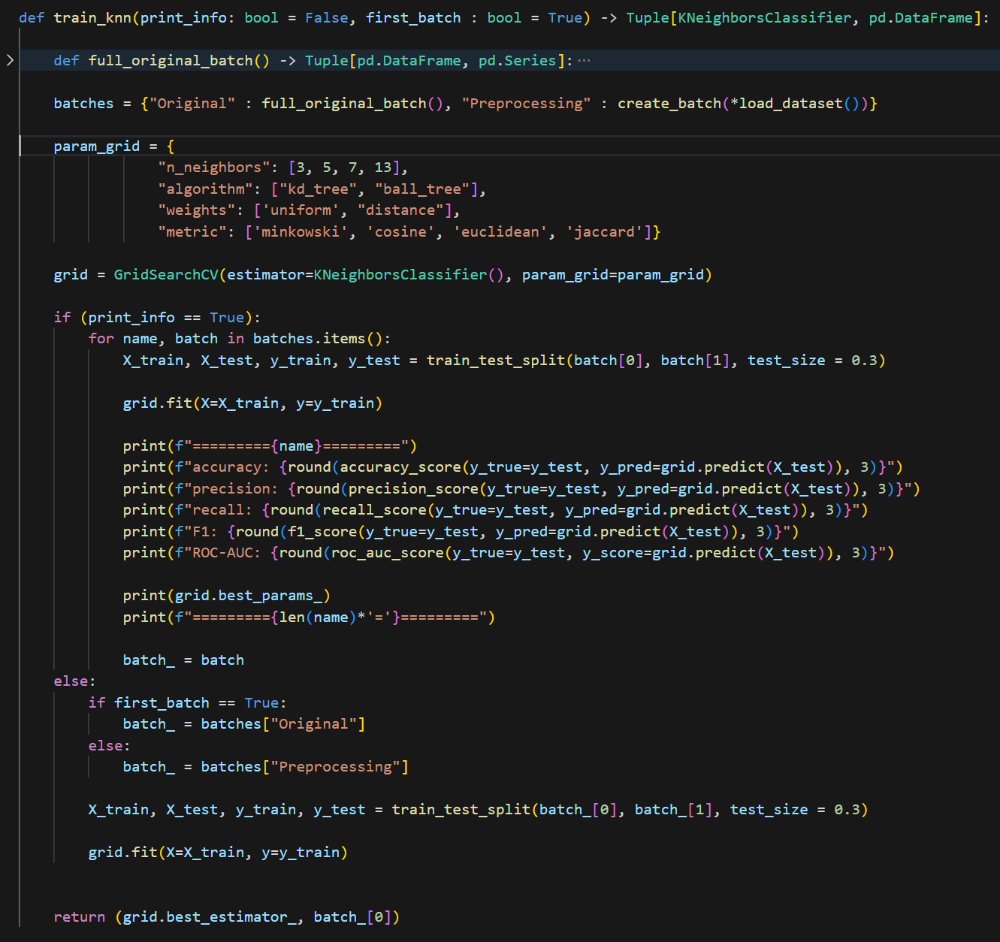 def train_knn(print_info: bool = False, first_batch : bool = True) -> Tuple[KNeighborsClassifier, pd.DataFrame]:
    def full_original_batch() -> Tuple[pd.DataFrame, pd.Series]:···
    batches = {"Original" : full_original_batch(), "Preprocessing" : create_batch(*load_dataset())}
    param_grid = {
                "n_neighbors": [3, 5, 7, 13],
                "algorithm": ["kd_tree", "ball_tree"],
                "weights": ['uniform', "distance"],
                "metric": ['minkowski', 'cosine', 'euclidean', 'jaccard']}
    grid = GridSearchCV(estimator=KNeighborsClassifier(), param_grid=param_grid)
    if (print_info == True):
        for name, batch in batches.items():
            X_train, X_test, y_train, y_test = train_test_split(batch[0], batch[1], test_size = 0.3)
            grid.fit(X=X_train, y=y_train)
            print(f"========={name}=========")
            print(f"accuracy: {round(accuracy_score(y_true=y_test, y_pred=grid.predict(X_test)), 3)}")
            print(f"precision: {round(precision_score(y_true=y_test, y_pred=grid.predict(X_test)), 3)}")
            print(f"recall: {round(recall_score(y_true=y_test, y_pred=grid.predict(X_test)), 3)}")
            print(f"F1: {round(f1_score(y_true=y_test, y_pred=grid.predict(X_test)), 3)}")
            print(f"ROC-AUC: {round(roc_auc_score(y_true=y_test, y_score=grid.predict(X_test)), 3)}")
            print(grid.best_params_)
            print(f"========={len(name)*'='}=========")
            batch_ = batch
    else:
        if first_batch == True:
            batch_ = batches["Original"]
        else:
            batch_ = batches["Preprocessing"]
        X_train, X_test, y_train, y_test = train_test_split(batch_[0], batch_[1], test_size = 0.3)
        grid.fit(X=X_train, y=y_train)
    return (grid.best_estimator_, batch_[0])